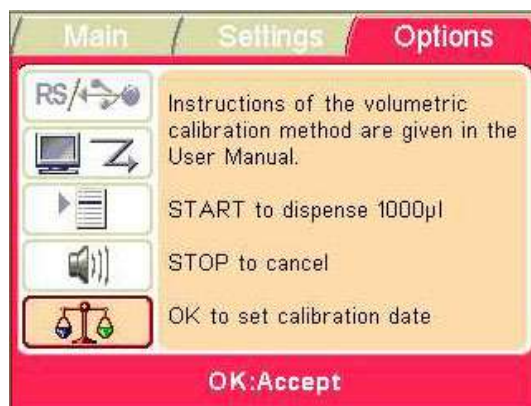 Main
Settings
Options
RS/
Instructions of the volumetric
calibration method are given in the
User Manual.
START to dispense 1000µl
STOP to cancel
OK to set calibration date
OK:Accept